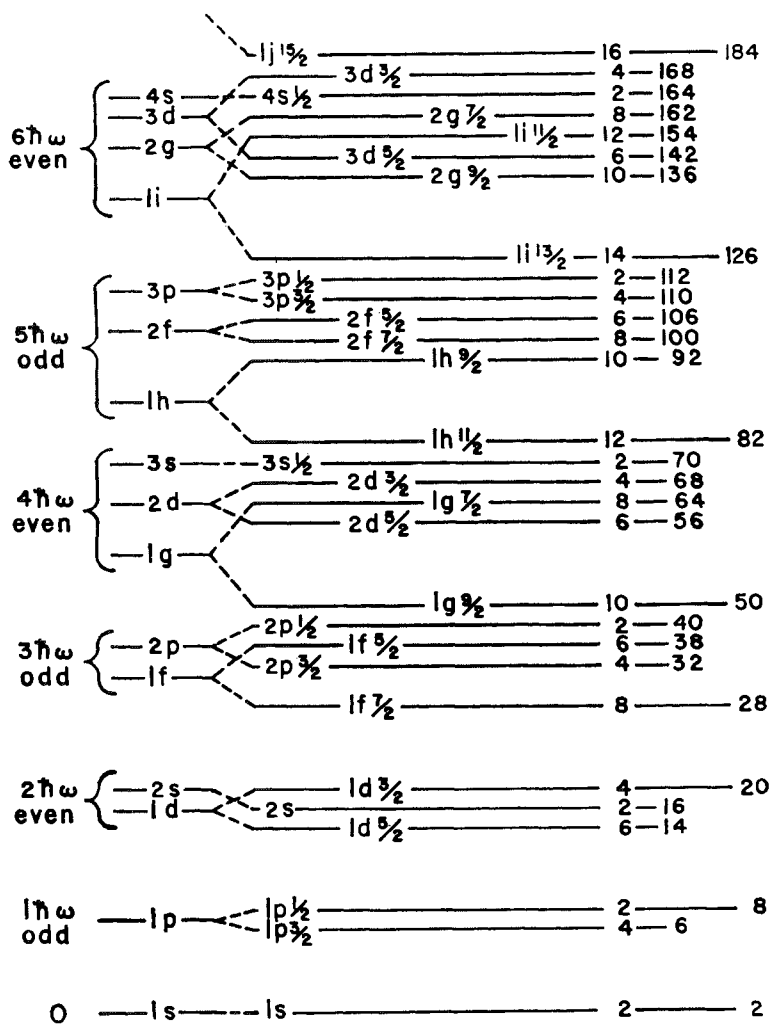 1j 15/2 16 184
3d 3/2 4 168
4s 4s 1/2 2 164
3d
2g 7/2 8 162
6ħω even 2g 1i 11/2 12 154
3d 5/2 6 142
2g 9/2 10 136
1i
1i 13/2 14 126
3p 1/2 2 112
3p 3p 3/2 4 110
2f 5/2 6 106
5ħω odd 2f 2f 7/2 8 100
1h 9/2 10 92
1h
1h 11/2 12 82
3s 3s 1/2 2 70
2d 3/2 4 68
4ħω even 2d 1g 7/2 8 64
2d 5/2 6 56
1g
1g 9/2 10 50
2p 1/2 2 40
3ħω odd 2p 1f 5/2 6 38
2p 3/2 4 32
1f
1f 7/2 8 28
2ħω even 2s 1d 3/2 4 20
1d 2s 2 16
1d 5/2 6 14
1ħω odd 1p 1p 1/2 2 8
1p 3/2 4 6
0 1s 1s 2 2